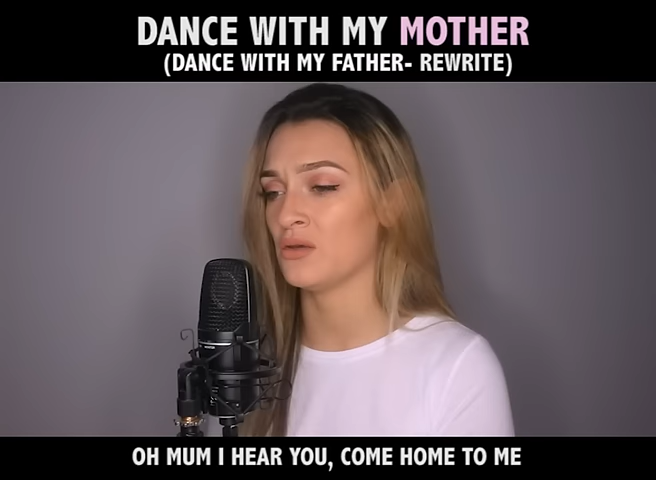 DANCE WITH MY MOTHER
(DANCE WITH MY FATHER- REWRITE)
OH MUM I HEAR YOU, COME HOME TO ME